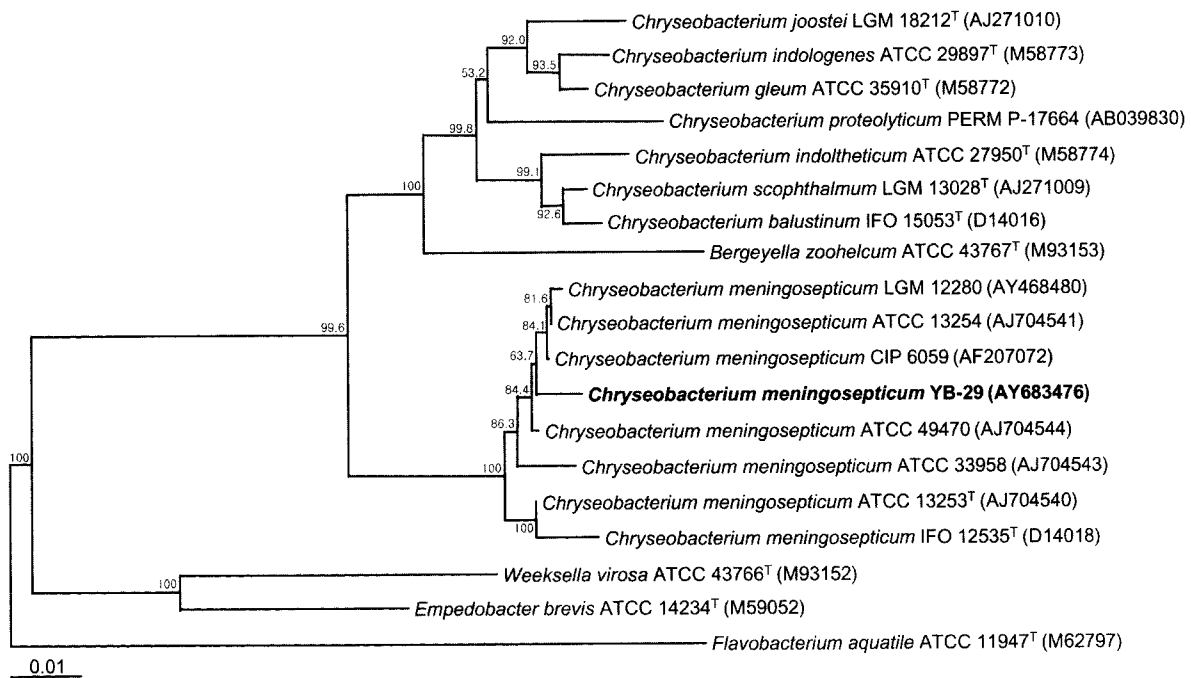 Chryseobacterium joostei LGM 18212ᵀ (AJ271010)
92.0
Chryseobacterium indologenes ATCC 29897ᵀ (M58773)
93.5
53.2
Chryseobacterium gleum ATCC 35910ᵀ (M58772)
Chryseobacterium proteolyticum PERM P-17664 (AB039830)
99.8
Chryseobacterium indoltheticum ATCC 27950ᵀ (M58774)
99.1
100
Chryseobacterium scophthalmum LGM 13028ᵀ (AJ271009)
92.6
Chryseobacterium balustinum IFO 15053ᵀ (D14016)
Bergeyella zoohelcum ATCC 43767ᵀ (M93153)
Chryseobacterium meningosepticum LGM 12280 (AY468480)
81.6
Chryseobacterium meningosepticum ATCC 13254 (AJ704541)
84.1
99.6
Chryseobacterium meningosepticum CIP 6059 (AF207072)
63.7
Chryseobacterium meningosepticum YB-29 (AY683476)
84.4
Chryseobacterium meningosepticum ATCC 49470 (AJ704544)
86.3
100
Chryseobacterium meningosepticum ATCC 33958 (AJ704543)
100
Chryseobacterium meningosepticum ATCC 13253ᵀ (AJ704540)
100
Chryseobacterium meningosepticum IFO 12535ᵀ (D14018)
Weeksella virosa ATCC 43766ᵀ (M93152)
100
Empedobacter brevis ATCC 14234ᵀ (M59052)
Flavobacterium aquatile ATCC 11947ᵀ (M62797)
0.01